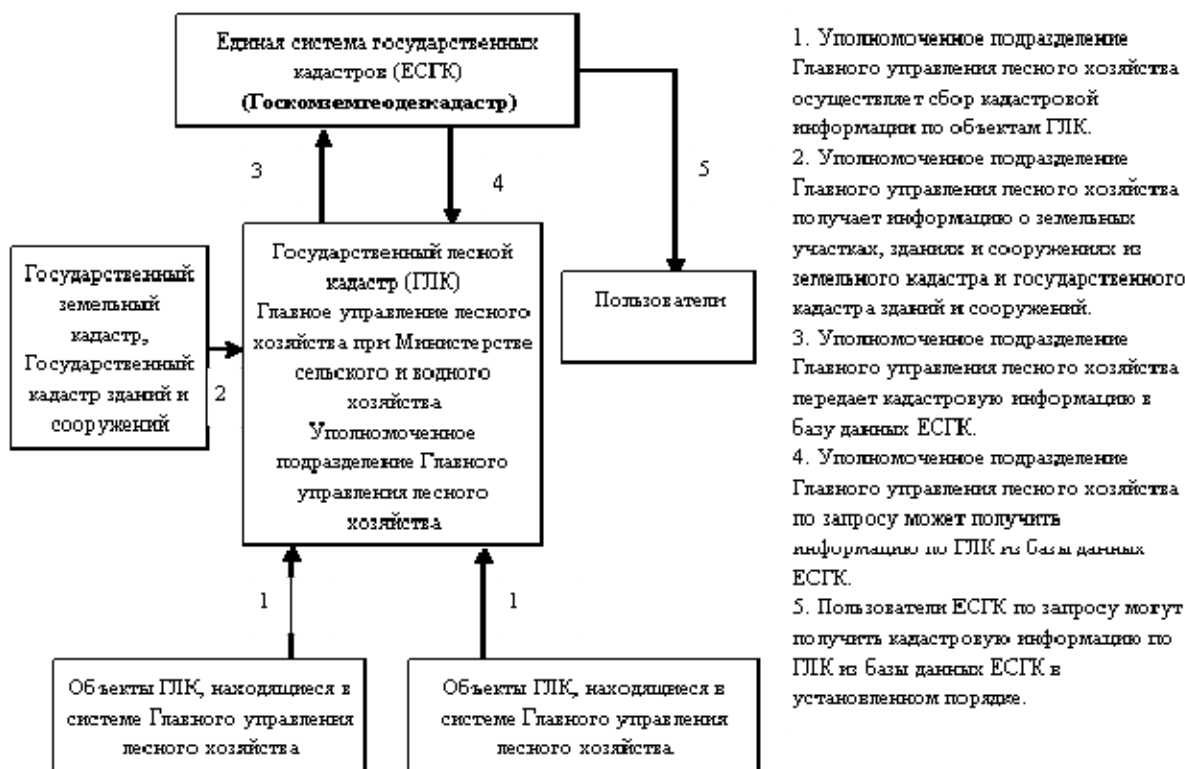 Единая система государственных
кадастров (ЕСГК)
(Госкомземгеодезкадастр)
3
4
5
Государственный
земельный
кадастр,
Государственный
кадастр зданий и
сооружений
2
Государственный лесной
кадастр (ГЛК)
Главное управление лесного
хозяйства при Министерстве
сельского и водного
хозяйства
Уполномоченное
подразделение Главного
управления лесного
хозяйства
Пользователи
1
1
Объекты ГЛК, находящиеся в
системе Главного управления
лесного хозяйства
Объекты ГЛК, находящиеся в
системе Главного управления
лесного хозяйства
1. Уполномоченное подразделение
Главного управления лесного хозяйства
осуществляет сбор кадастровой
информации по объектам ГЛК.
2. Уполномоченное подразделение
Главного управления лесного хозяйства
получает информацию о земельных
участках, зданиях и сооружениях из
земельного кадастра и государственного
кадастра зданий и сооружений.
3. Уполномоченное подразделение
Главного управления лесного хозяйства
передает кадастровую информацию в
базу данных ЕСГК.
4. Уполномоченное подразделение
Главного управления лесного хозяйства
по запросу может получить
информацию по ГЛК из базы данных
ЕСГК.
5. Пользователи ЕСГК по запросу могут
получить кадастровую информацию по
ГЛК из базы данных ЕСГК в
установленном порядке.